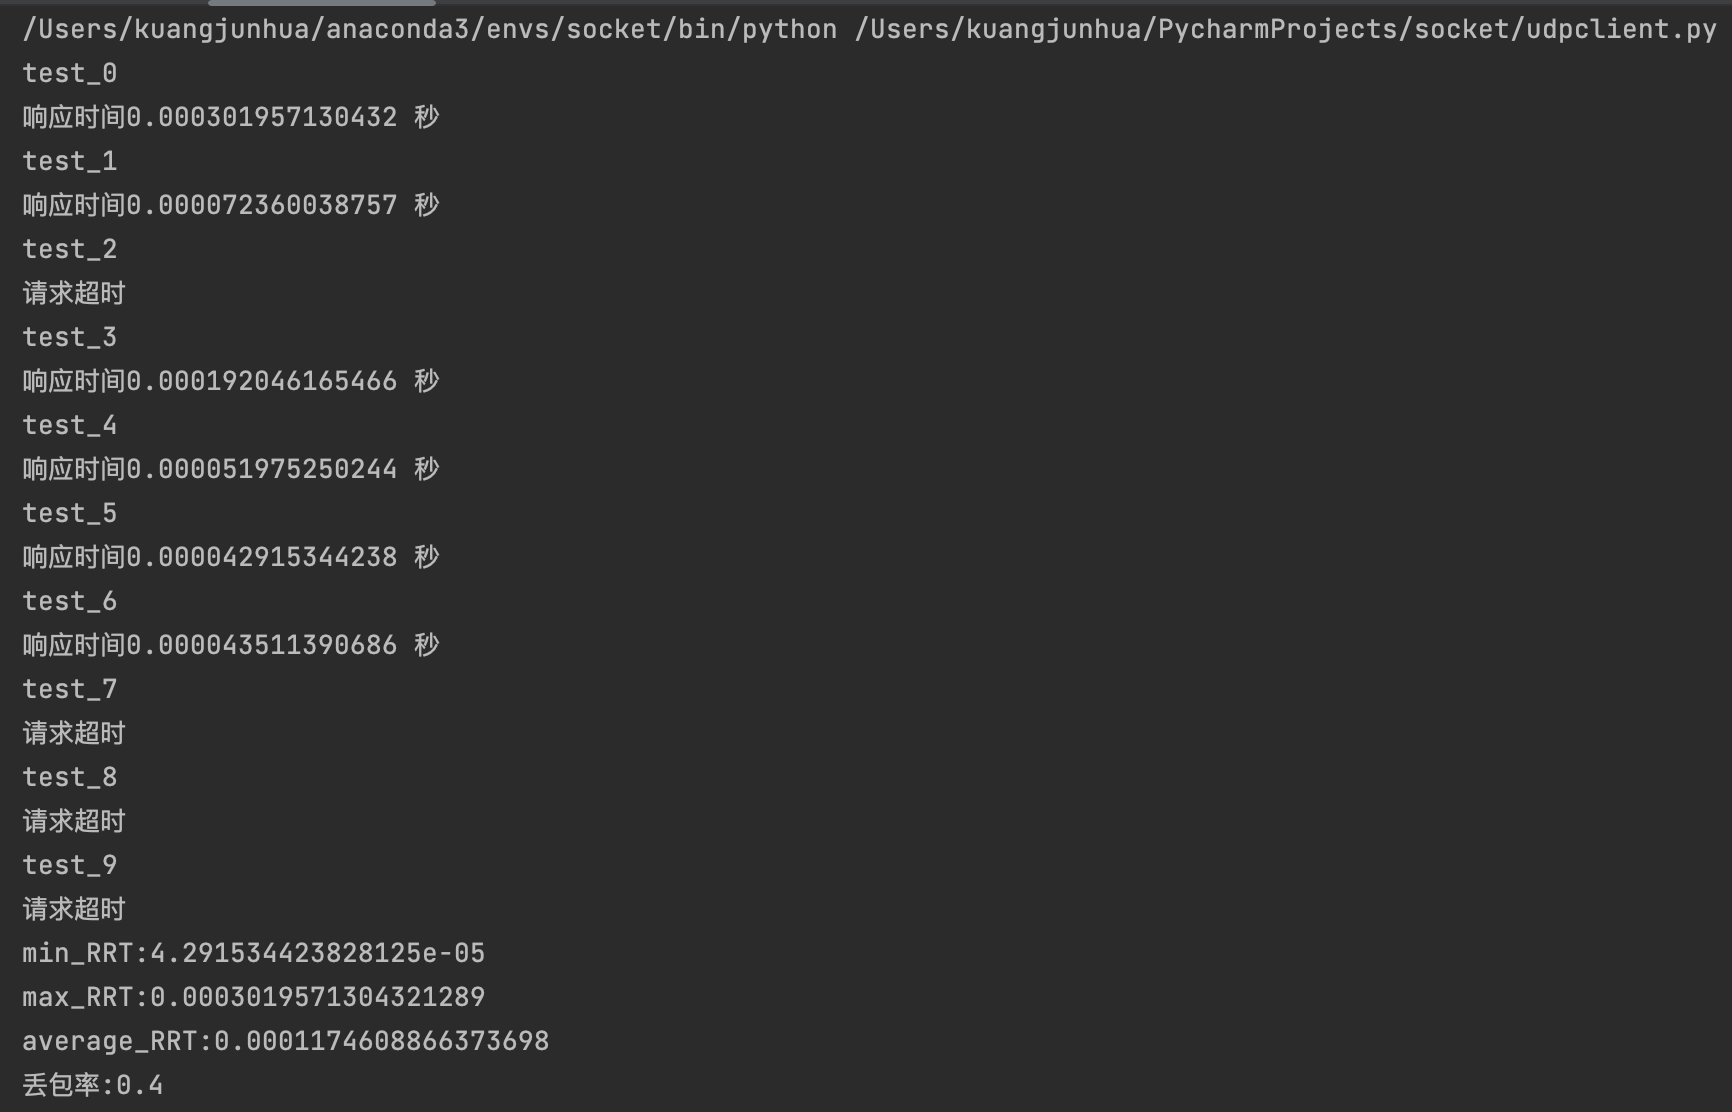 /Users/kuangjunhua/anaconda3/envs/socket/bin/python /Users/kuangjunhua/PycharmProjects/socket/udpclient.py
test_0
响应时间0.000301957130432 秒
test_1
响应时间0.000072360038757 秒
test_2
请求超时
test_3
响应时间0.000192046165466 秒
test_4
响应时间0.000051975250244 秒
test_5
响应时间0.000042915344238 秒
test_6
响应时间0.000043511390686 秒
test_7
请求超时
test_8
请求超时
test_9
请求超时
min_RRT:4.291534423828125e-05
max_RRT:0.0003019571304321289
average_RRT:0.0001174608866373698
丢包率:0.4